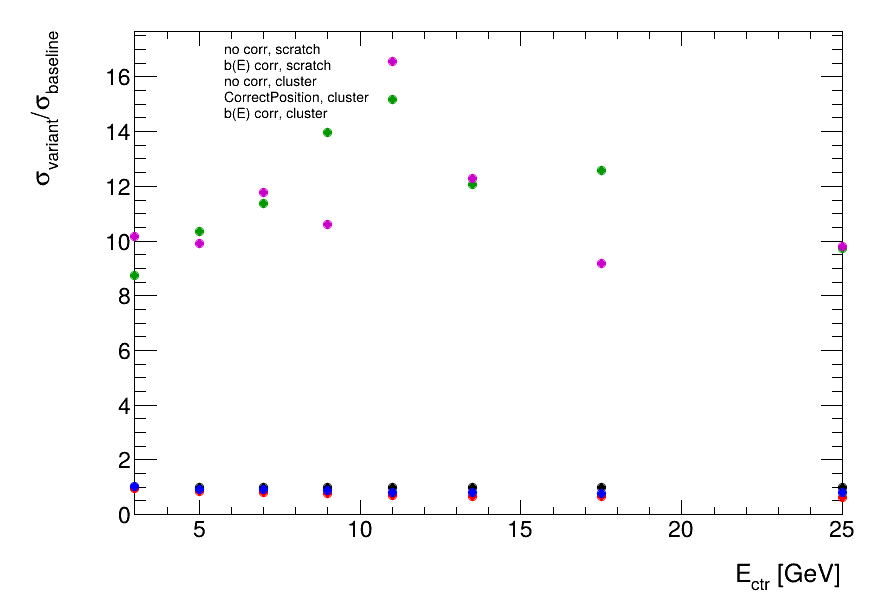 σvariant/σbaseline
no corr, scratch
b(E) corr, scratch
no corr, cluster
CorrectPosition, cluster
b(E) corr, cluster
16
14
12
10
8
6
4
2
0
5 10 15 20 25
Ectr [GeV]